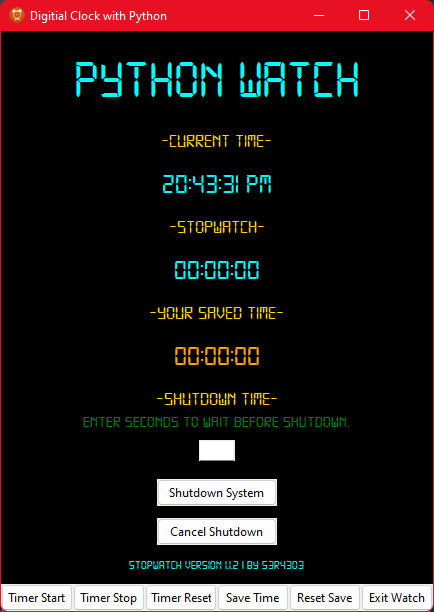 Digitial Clock with Python
PYTHON WATCH
-CURRENT TIME-
20:43:31 PM
-STOPWATCH-
00:00:00
-YOUR SAVED TIME-
00:00:00
-SHUTDOWN TIME-
ENTER SECONDS TO WAIT BEFORE SHUTDOWN.
Shutdown System
Cancel Shutdown
STOPWATCH VERSION 1.1.2 | BY S3R43O3
Timer Start Timer Stop Timer Reset Save Time Reset Save Exit Watch